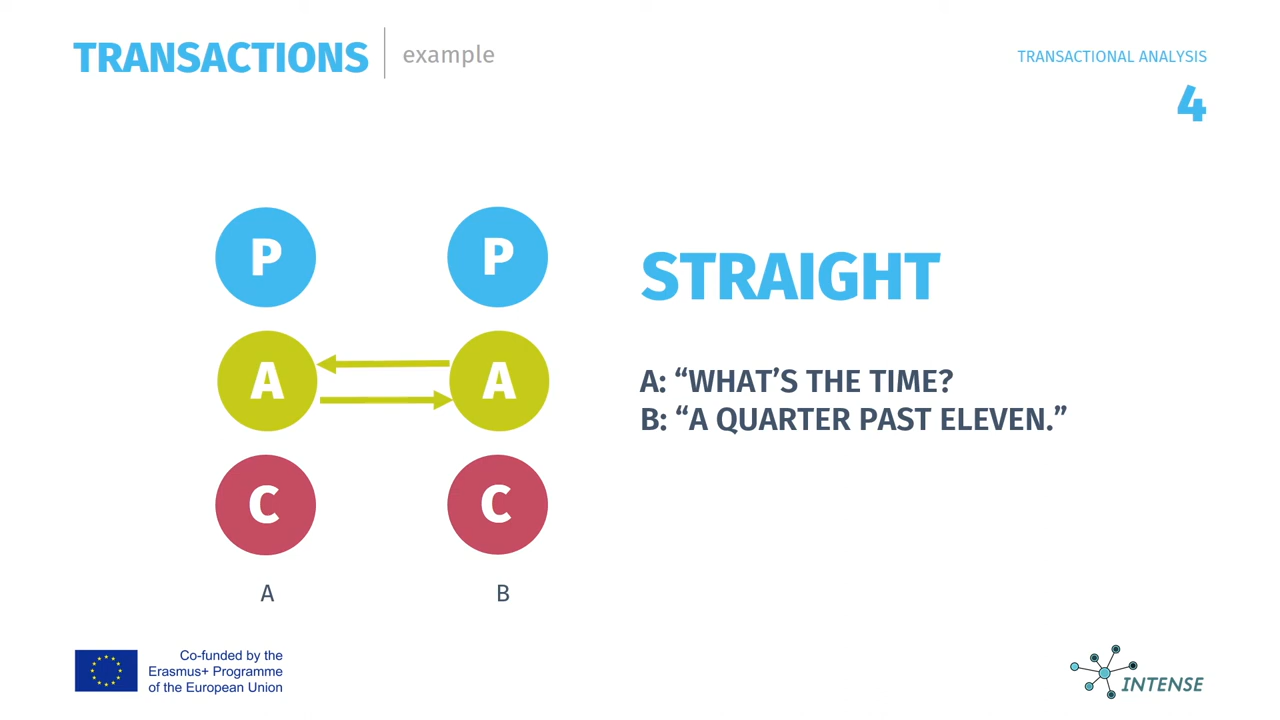 TRANSACTIONS
example
TRANSACTIONAL ANALYSIS
4
P
P
STRAIGHT
A
A
A: “WHAT’S THE TIME?
B: “A QUARTER PAST ELEVEN.”
C
C
A
B
Co-funded by the
Erasmus+ Programme
of the European Union
INTENSE